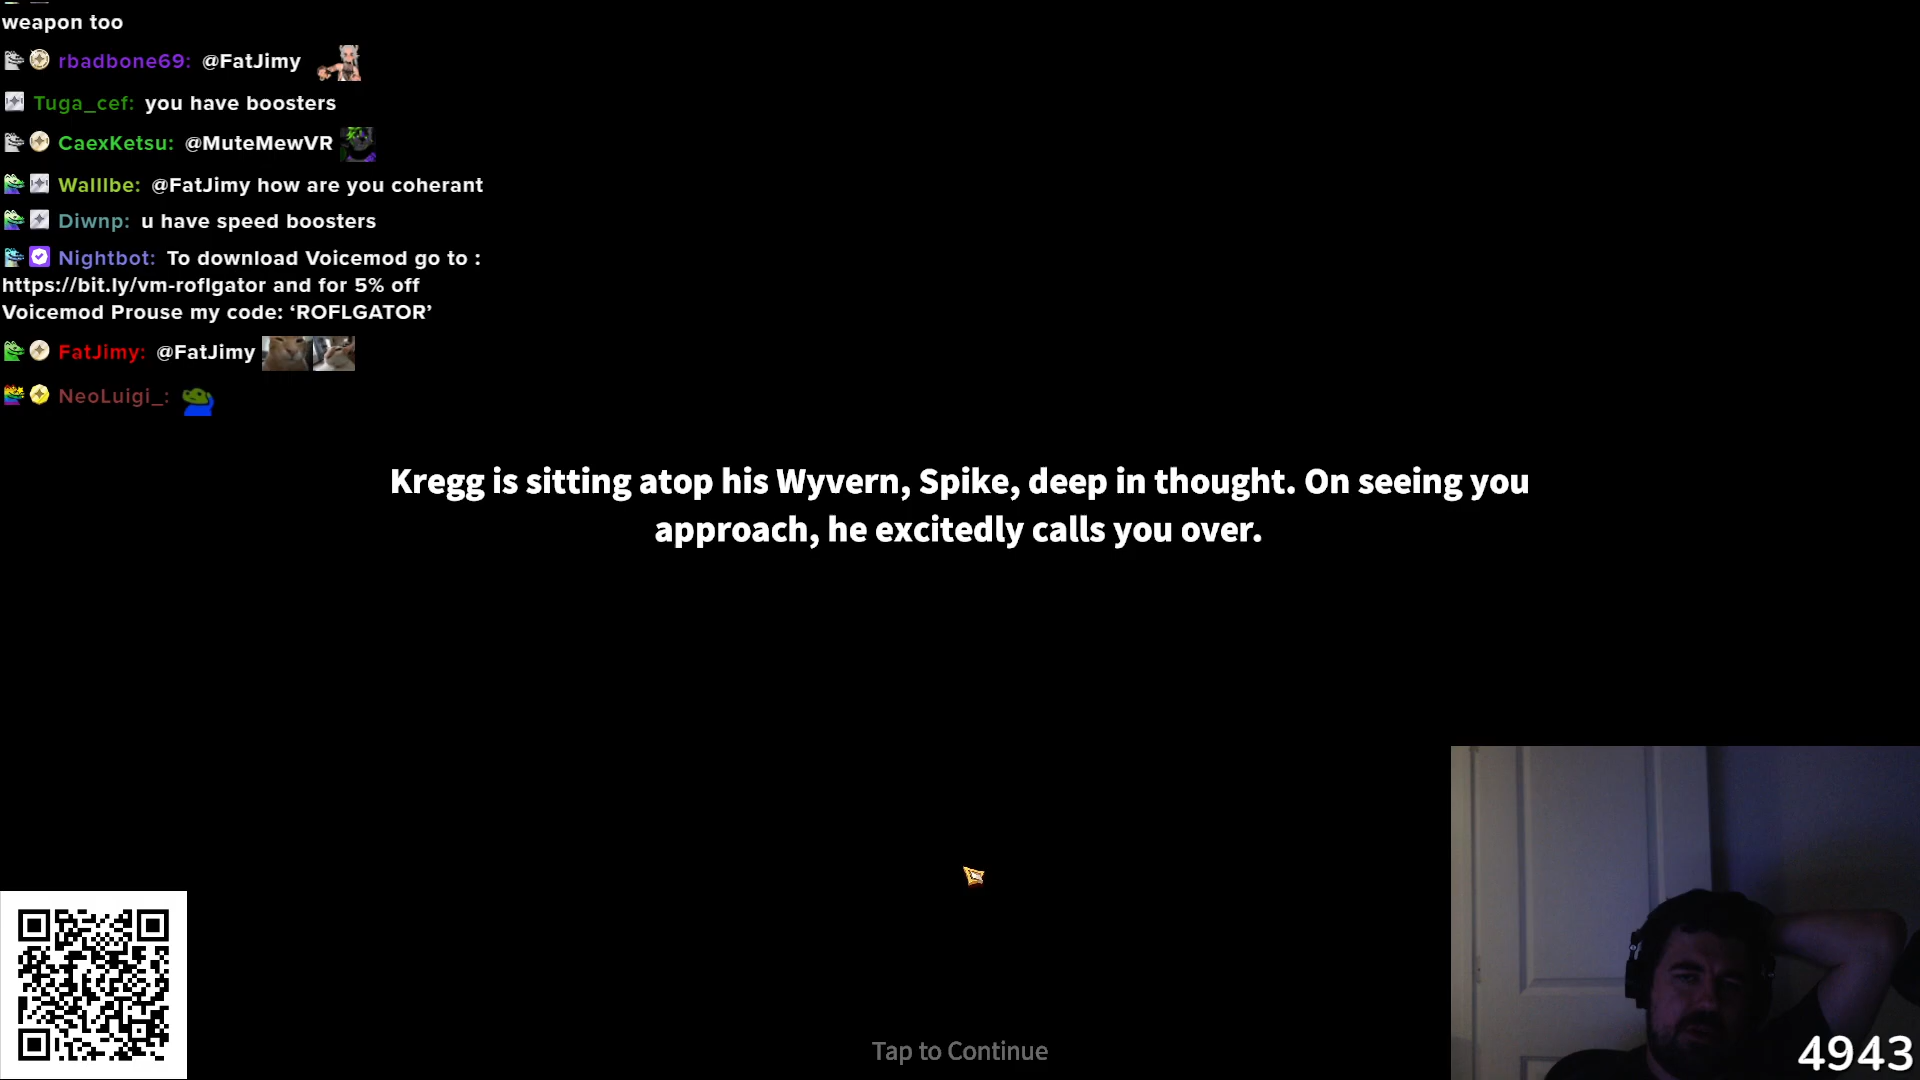 weapon too
rbadbone69: @FatJimy
Tuga_cef: you have boosters
CaexKetsu: @MuteMewVR
Walllbe: @FatJimy how are you coherant
Diwnp: u have speed boosters
Nightbot: To download Voicemod go to :
https://bit.ly/vm-roflgator and for 5% off
Voicemod Prouse my code: ‘ROFLGATOR’
FatJimy: @FatJimy
NeoLuigi_:
Kregg is sitting atop his Wyvern, Spike, deep in thought. On seeing you
approach, he excitedly calls you over.
Tap to Continue
4943